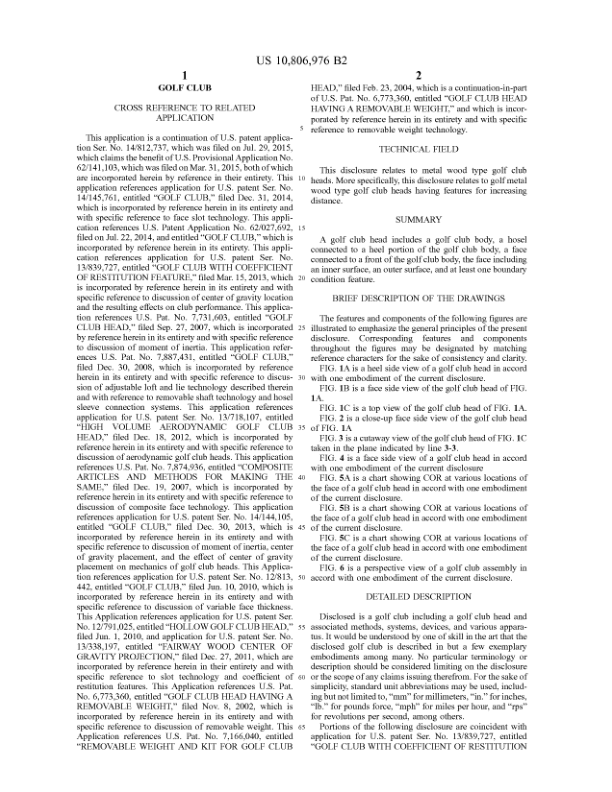 US 10,806,976 B2
1
GOLF CLUB
CROSS REFERENCE TO RELATED
APPLICATION
This application is a continuation of U.S. patent applica-
tion Ser. No. 14/812,737, which was filed on Jul. 29, 2015,
which claims the benefit of U.S. Provisional Application No.
62/141,103, which was filed on Mar. 31, 2015, both of which
are incorporated herein by reference in their entirety. This
application references application for U.S. patent Ser. No.
14/145,761, entitled “GOLF CLUB,” filed Dec. 31, 2014,
which is incorporated by reference herein in its entirety and
with specific reference to face slot technology. This appli-
cation references U.S. Patent Application No. 62/027,692,
filed on Jul. 22, 2014, and entitled “GOLF CLUB,” which is
incorporated by reference herein in its entirety. This appli-
cation references application for U.S. patent Ser. No.
13/839,727, entitled “GOLF CLUB WITH COEFFICIENT
OF RESTITUTION FEATURE,” filed Mar. 15, 2013, which
is incorporated by reference herein in its entirety and with
specific reference to discussion of center of gravity location
and the resulting effects on club performance. This applica-
tion references U.S. Pat. No. 7,731,603, entitled “GOLF
CLUB HEAD,” filed Sep. 27, 2007, which is incorporated
by reference herein in its entirety and with specific reference
to discussion of moment of inertia. This application refer-
ences U.S. Pat. No. 7,887,431, entitled “GOLF CLUB,”
filed Dec. 30, 2008, which is incorporated by reference
herein in its entirety and with specific reference to discus-
sion of adjustable loft and lie technology described therein
and with reference to removable shaft technology and hosel
sleeve connection systems. This application references
application for U.S. patent Ser. No. 13/718,107, entitled
“HIGH VOLUME AERODYNAMIC GOLF CLUB
HEAD,” filed Dec. 18, 2012, which is incorporated by
reference herein in its entirety and with specific reference to
discussion of aerodynamic golf club heads. This application
references U.S. Pat. No. 7,874,936, entitled “COMPOSITE
ARTICLES AND METHODS FOR MAKING THE
SAME,” filed Dec. 19, 2007, which is incorporated by
reference herein in its entirety and with specific reference to
discussion of composite face technology. This application
references application for U.S. patent Ser. No. 14/144,105,
entitled “GOLF CLUB,” filed Dec. 30, 2013, which is
incorporated by reference herein in its entirety and with
specific reference to discussion of moment of inertia, center
of gravity placement, and the effect of center of gravity
placement on mechanics of golf club heads. This Applica-
tion references application for U.S. patent Ser. No. 12/813,
442, entitled “GOLF CLUB,” filed Jun. 10, 2010, which is
incorporated by reference herein in its entirety and with
specific reference to discussion of variable face thickness.
This Application references application for U.S. patent Ser.
No. 12/791,025, entitled “HOLLOW GOLF CLUB HEAD,”
filed Jun. 1, 2010, and application for U.S. patent Ser. No.
13/338,197, entitled “FAIRWAY WOOD CENTER OF
GRAVITY PROJECTION,” filed Dec. 27, 2011, which are
incorporated by reference herein in their entirety and with
specific reference to slot technology and coefficient of
restitution features. This Application references U.S. Pat.
No. 6,773,360, entitled “GOLF CLUB HEAD HAVING A
REMOVABLE WEIGHT,” filed Nov. 8, 2002, which is
incorporated by reference herein in its entirety and with
specific reference to discussion of removable weight. This
Application references U.S. Pat. No. 7,166,040, entitled
“REMOVABLE WEIGHT AND KIT FOR GOLF CLUB
5
10
15
20
25
30
35
40
45
50
55
60
65
2
HEAD,” filed Feb. 23, 2004, which is a continuation-in-part
of U.S. Pat. No. 6,773,360, entitled “GOLF CLUB HEAD
HAVING A REMOVABLE WEIGHT,” and which is incor-
porated by reference herein in its entirety and with specific
reference to removable weight technology.
TECHNICAL FIELD
This disclosure relates to metal wood type golf club
heads. More specifically, this disclosure relates to golf metal
wood type golf club heads having features for increasing
distance.
SUMMARY
A golf club head includes a golf club body, a hosel
connected to a heel portion of the golf club body, a face
connected to a front of the golf club body, the face including
an inner surface, an outer surface, and at least one boundary
condition feature.
BRIEF DESCRIPTION OF THE DRAWINGS
The features and components of the following figures are
illustrated to emphasize the general principles of the present
disclosure. Corresponding features and components
throughout the figures may be designated by matching
reference characters for the sake of consistency and clarity.
FIG. 1A is a heel side view of a golf club head in accord
with one embodiment of the current disclosure.
FIG. 1B is a face side view of the golf club head of FIG.
1A.
FIG. 1C is a top view of the golf club head of FIG. 1A.
FIG. 2 is a close-up face side view of the golf club head
of FIG. 1A
FIG. 3 is a cutaway view of the golf club head of FIG. 1C
taken in the plane indicated by line 3-3.
FIG. 4 is a face side view of a golf club head in accord
with one embodiment of the current disclosure
FIG. 5A is a chart showing COR at various locations of
the face of a golf club head in accord with one embodiment
of the current disclosure.
FIG. 5B is a chart showing COR at various locations of
the face of a golf club head in accord with one embodiment
of the current disclosure.
FIG. 5C is a chart showing COR at various locations of
the face of a golf club head in accord with one embodiment
of the current disclosure.
FIG. 6 is a perspective view of a golf club assembly in
accord with one embodiment of the current disclosure.
DETAILED DESCRIPTION
Disclosed is a golf club including a golf club head and
associated methods, systems, devices, and various appara-
tus. It would be understood by one of skill in the art that the
disclosed golf club is described in but a few exemplary
embodiments among many. No particular terminology or
description should be considered limiting on the disclosure
or the scope of any claims issuing therefrom. For the sake of
simplicity, standard unit abbreviations may be used, includ-
ing but not limited to, “mm” for millimeters, “in.” for inches,
“lb.” for pounds force, “mph” for miles per hour, and “rps”
for revolutions per second, among others.
Portions of the following disclosure are coincident with
application for U.S. patent Ser. No. 13/839,727, entitled
“GOLF CLUB WITH COEFFICIENT OF RESTITUTION